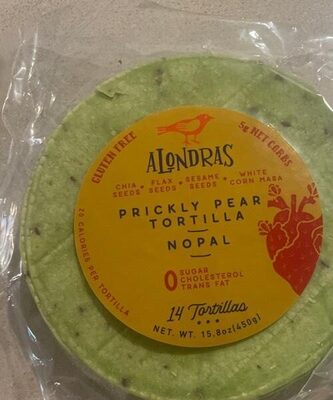 GLUTEN FREE
5g NET CARBS
ALONDRAS
CHIA SEEDS • FLAX SEEDS • SESAME SEEDS • WHITE CORN MASA
PRICKLY PEAR
TORTILLA
NOPAL
0 SUGAR
CHOLESTEROL
TRANS FAT
14 Tortillas
NET. WT. 15.8oz(450g)
20 CALORIES PER TORTILLA